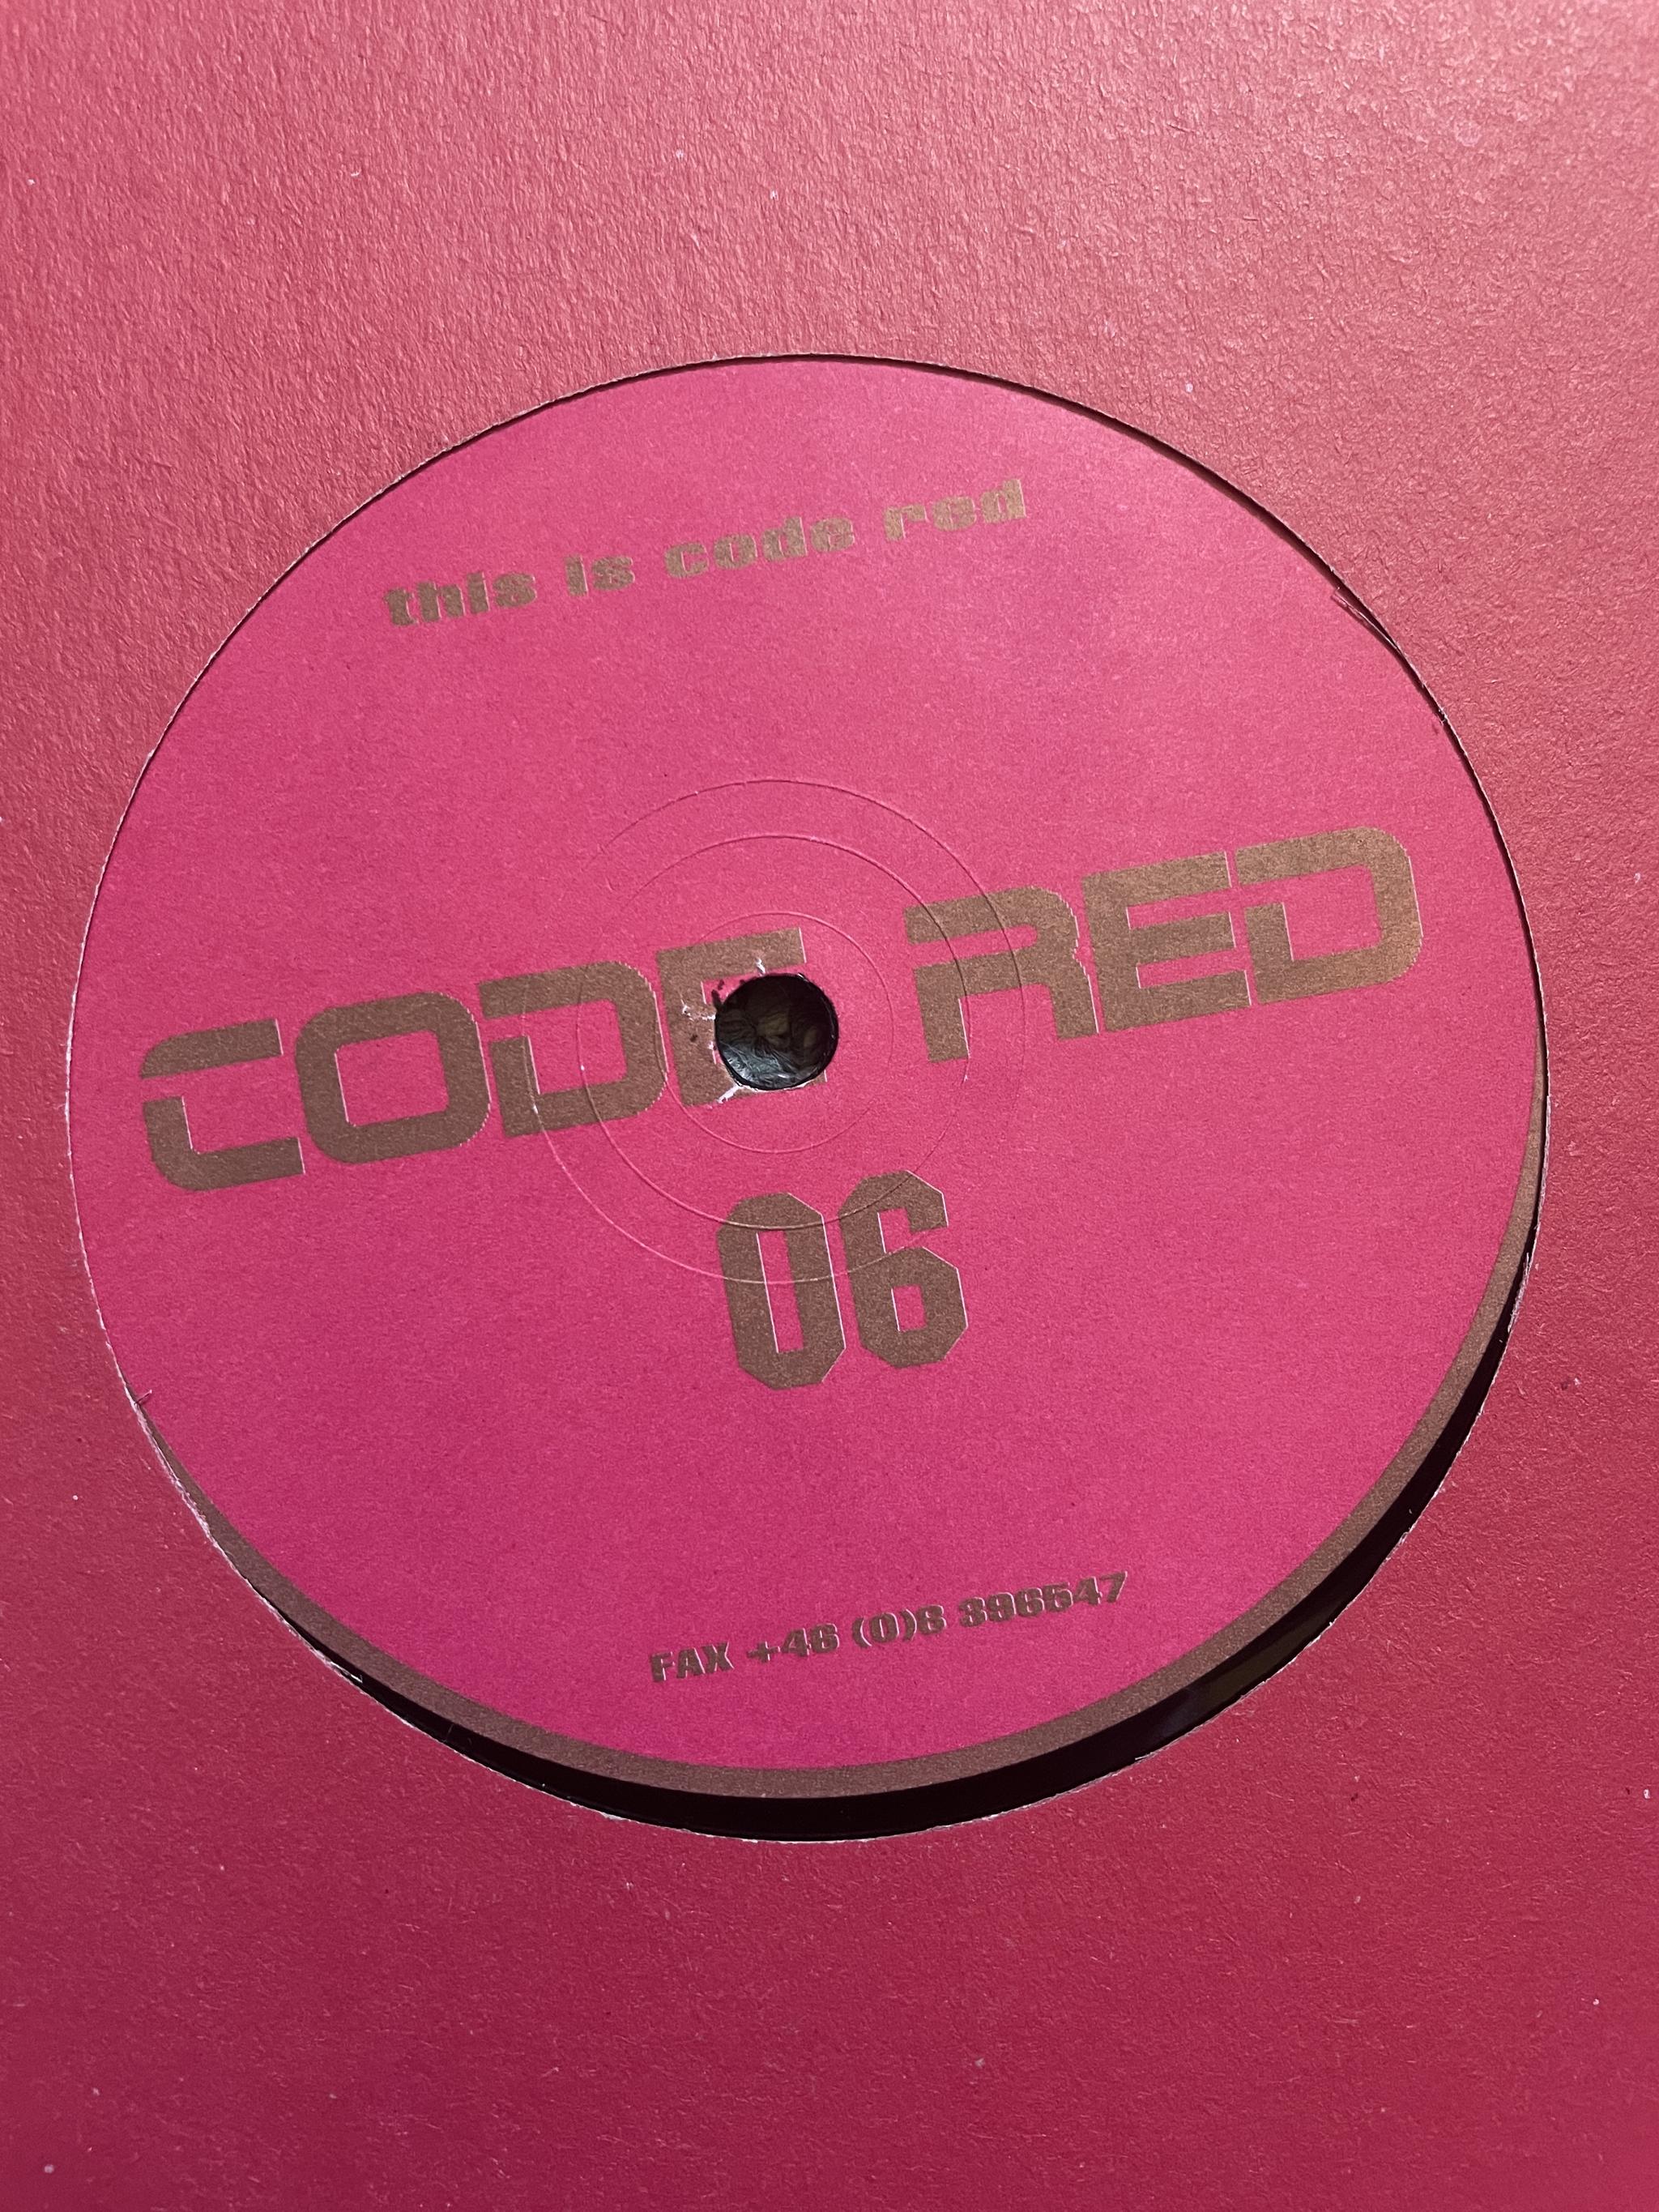 this is code red
CODE RED
06
FAX +46 (0)8 396547